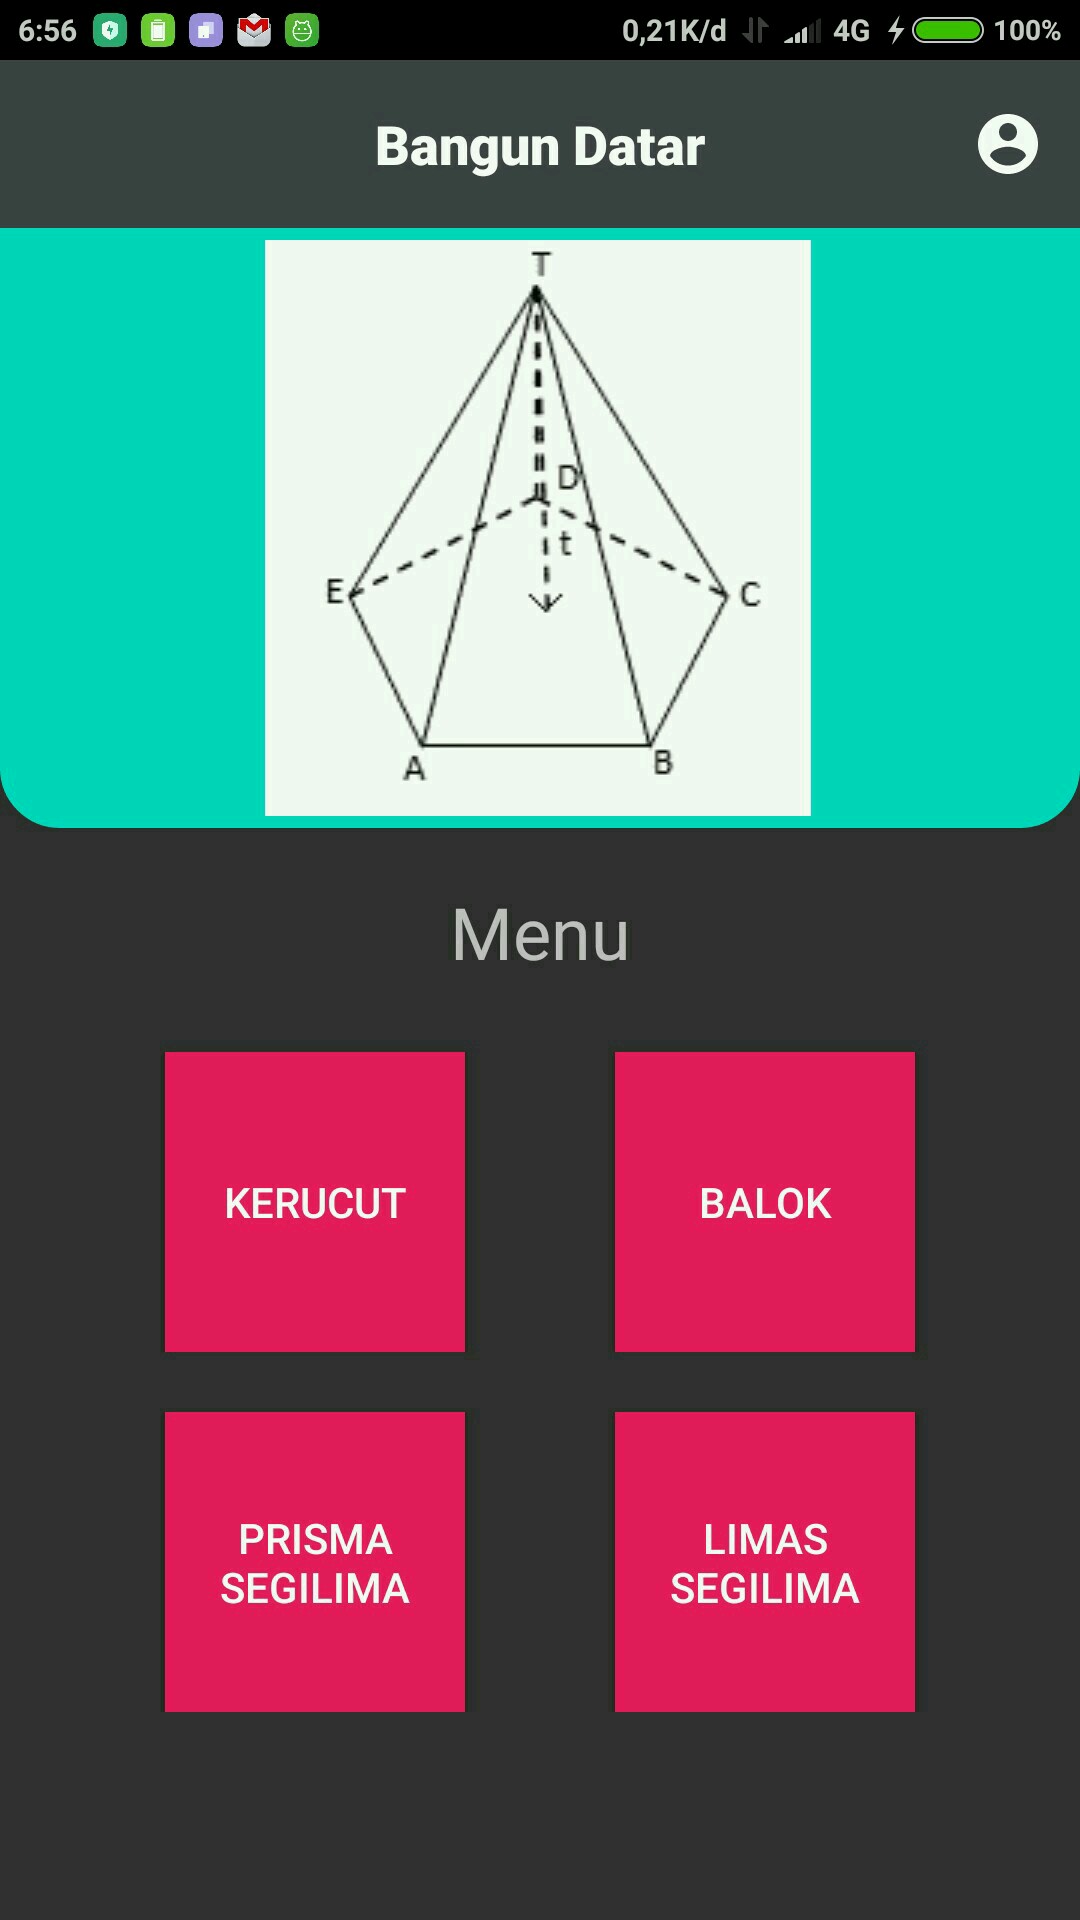 6:56 0,21K/d 4G 100%
Bangun Datar
T
D
t
E
C
A
B
Menu
KERUCUT
BALOK
PRISMA
SEGILIMA
LIMAS
SEGILIMA